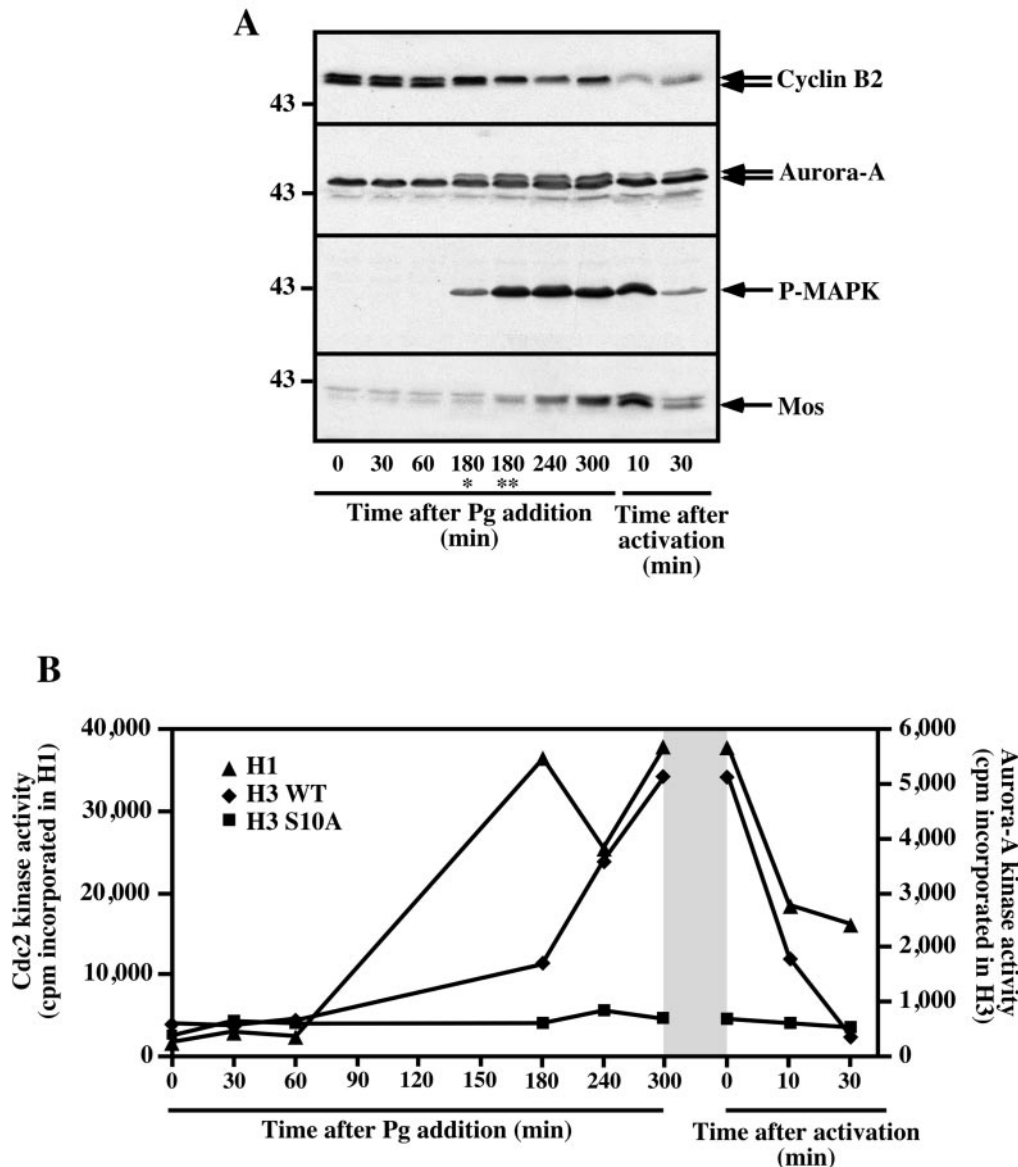 A
Cyclin B2
43
Aurora-A
43
P-MAPK
43
Mos
43
0 30 60 180 180 240 300 10 30
* **
Time after Pg addition
(min)
Time after
activation
(min)
B
Cdc2 kinase activity
(cpm incorporated in H1)
40,000
30,000
20,000
10,000
0
H1
H3 WT
H3 S10A
6,000
5,000
4,000
3,000
2,000
1,000
0
Aurora-A kinase activity
(cpm incorporated in H3)
0 30 60 90 120 150 180 240 300 0 10 30
Time after Pg addition (min)
Time after activation
(min)